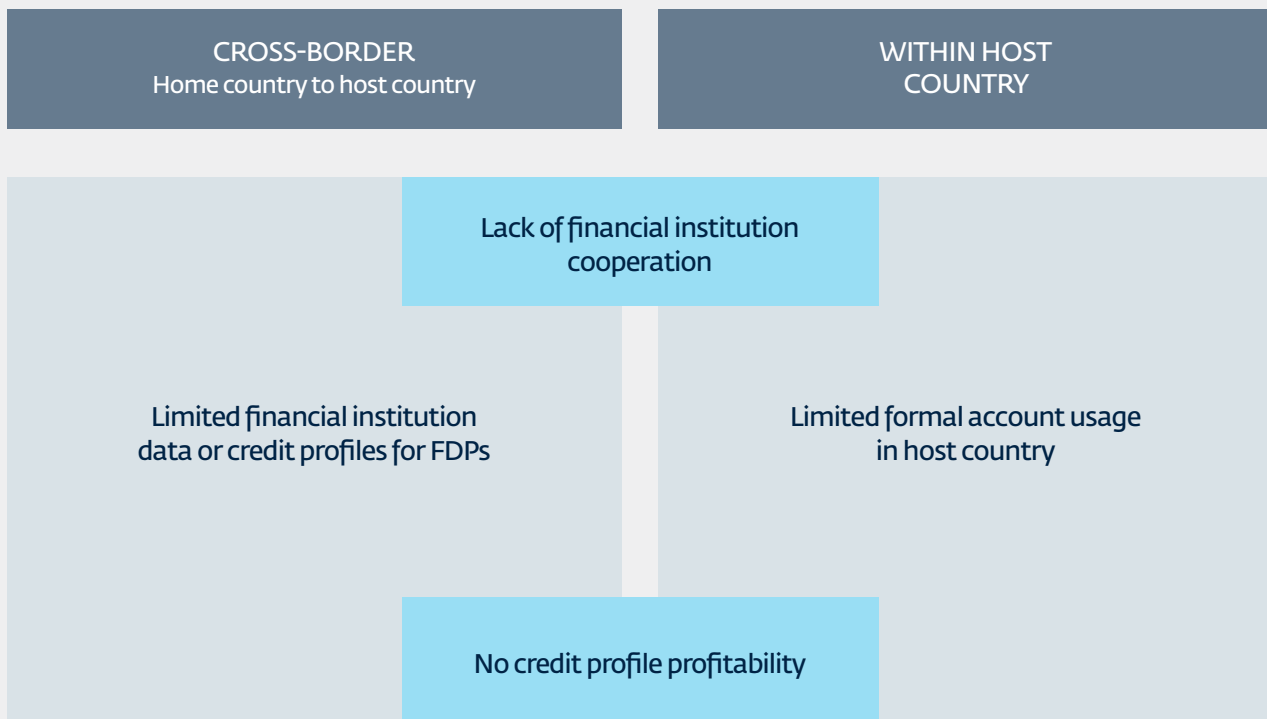 CROSS-BORDER
Home country to host country
WITHIN HOST
COUNTRY
Lack of financial institution
cooperation
Limited financial institution
data or credit profiles for FDPs
Limited formal account usage
in host country
No credit profile profitability